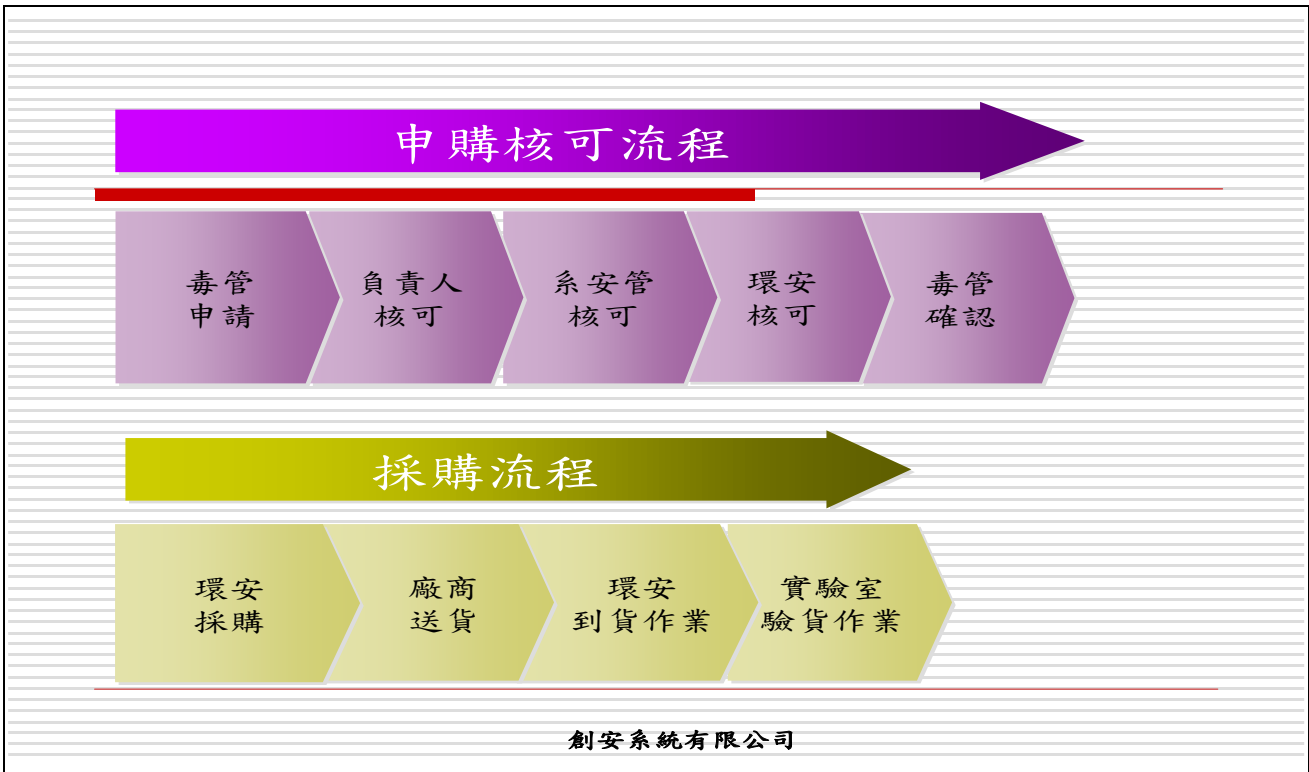 申購核可流程
毒管
申請
負責人
核可
系安管
核可
環安
核可
毒管
確認
採購流程
環安
採購
廠商
送貨
環安
到貨作業
實驗室
驗貨作業
創安系統有限公司